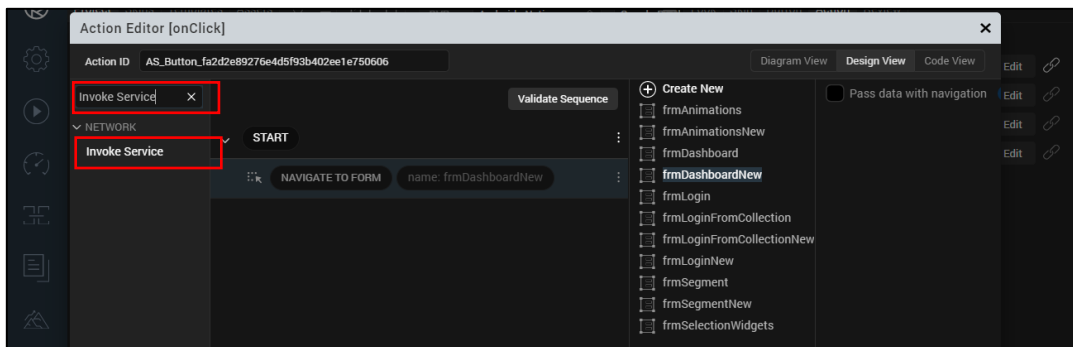 Action Editor [onClick]
Action ID AS_Button_fa2d2e89276e4d5f93b402ee1e750606
Diagram View Design View Code View
Invoke Service
NETWORK
Invoke Service
Validate Sequence
START
NAVIGATE TO FORM name: frmDashboardNew
Create New
frmAnimations
frmAnimationsNew
frmDashboard
frmDashboardNew
frmLogin
frmLoginFromCollection
frmLoginFromCollectionNew
frmLoginNew
frmSegment
frmSegmentNew
frmSelectionWidgets
Pass data with navigation
Edit
Edit
Edit
Edit